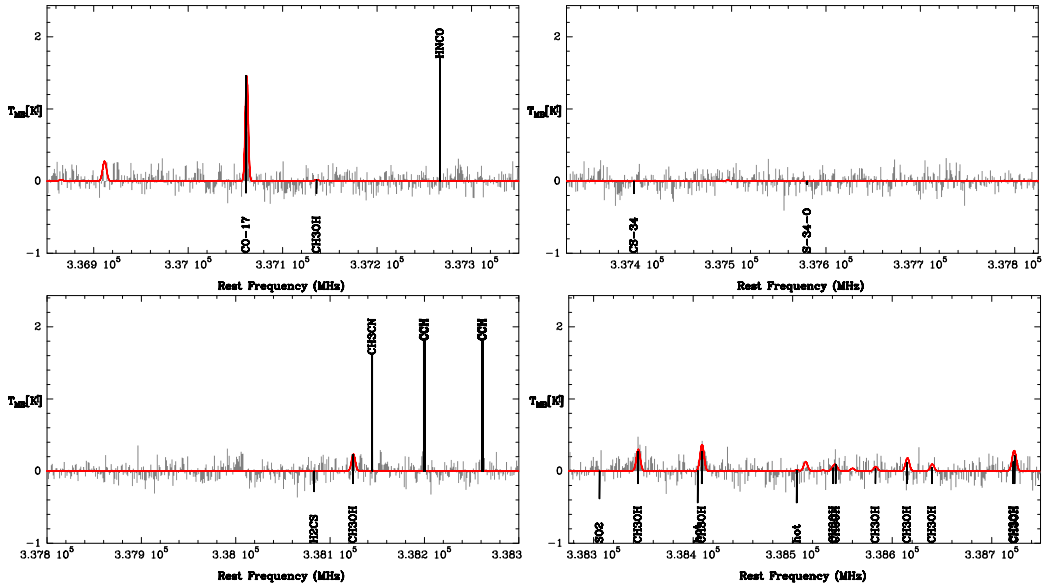 2
1
0
−1
T_MB[K]
HNCO
CO-17
CH3OH
3.369 10^5
3.370 10^5
3.371 10^5
3.372 10^5
3.373 10^5
Rest Frequency (MHz)
2
1
0
−1
T_MB[K]
CS-34
S-34-O
3.374 10^5
3.375 10^5
3.376 10^5
3.377 10^5
3.378 10^5
Rest Frequency (MHz)
2
1
0
−1
T_MB[K]
CH3CN
CCH
CCH
H2CS
CH3OH
3.378 10^5
3.379 10^5
3.38 10^5
3.381 10^5
3.382 10^5
3.383
Rest Frequency (MHz)
2
1
0
−1
T_MB[K]
SO2
CH3OH
CH3OH
hot
CH3OH
CH3OH
CH3OH
CH3OH
CH3OH
3.383 10^5
3.384 10^5
3.385 10^5
3.386 10^5
3.387 10^5
Rest Frequency (MHz)